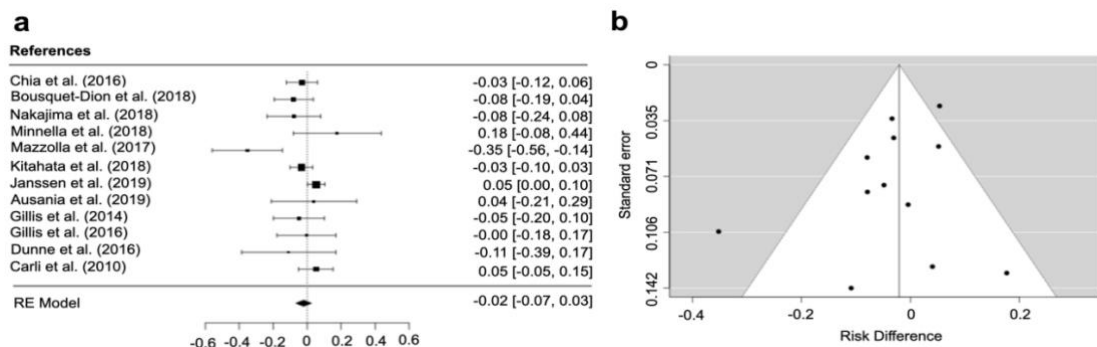 a
References
Chia et al. (2016) -0.03 [-0.12, 0.06]
Bousquet-Dion et al. (2018) -0.08 [-0.19, 0.04]
Nakajima et al. (2018) -0.08 [-0.24, 0.08]
Minnella et al. (2018) 0.18 [-0.08, 0.44]
Mazzolla et al. (2017) -0.35 [-0.56, -0.14]
Kitahata et al. (2018) -0.03 [-0.10, 0.03]
Janssen et al. (2019) 0.05 [0.00, 0.10]
Ausania et al. (2019) 0.04 [-0.21, 0.29]
Gillis et al. (2014) -0.05 [-0.20, 0.10]
Gillis et al. (2016) -0.00 [-0.18, 0.17]
Dunne et al. (2016) -0.11 [-0.39, 0.17]
Carli et al. (2010) 0.05 [-0.05, 0.15]
RE Model -0.02 [-0.07, 0.03]
-0.6 -0.4 -0.2 0 0.2 0.4 0.6
b
Standard error
0
0.035
0.071
0.106
0.142
-0.4 -0.2 0 0.2
Risk Difference